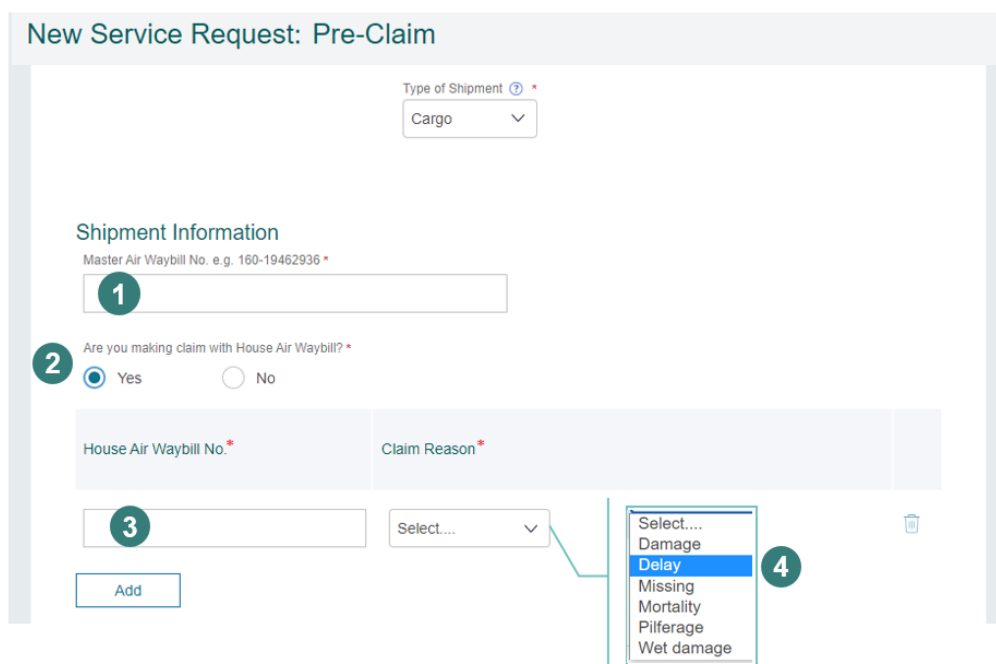 New Service Request: Pre-Claim
Type of Shipment ? *
Cargo
Shipment Information
Master Air Waybill No. e.g. 160-19462936 *
1
Are you making claim with House Air Waybill? *
2
Yes No
House Air Waybill No.* Claim Reason*
3
Select....
Select....
Damage
Delay
4
Missing
Mortality
Pilferage
Wet damage
Add